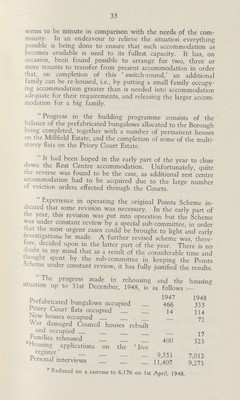 35
seems to be minute in comparison with the needs of the com-
munity. In an endeavour to relieve the situation everything
possible is being done to ensure that such accommodation as
becomes available is used to its fullest capacity. It has, on
occasion, been found possible to arrange for two, three or
more tenants to transfer from present accommodation in order
that, on completion of this 'switch-round,' an additional
family can be re-housed, i.e., by putting a small family occupy-
ing accommodation greater than is needed into accommodation
adequate for their requirements, and releasing the larger accom-
modation for a big family.
"Progress in the building programme consists of the
balance of the prefabricated bungalows allocated to the Borough
being completed, together with a number of permanent houses
on the Millfield Estate, and the completion of some of the multi-
storey flats on the Priory Court Estate.
"It had been hoped in the early part of the year to close
down the Rest Centre accommodation. Unfortunately, quite
the reverse was found to be the case, as additional rest centre
accommodation had to be acquired due to the large number
of eviction orders effected through the Courts.
"Experience in operating the original Points Scheme in-
dicated that some revision was necessary. In the early part of
the year, this revision was put into operation but the Scheme
was under constant review by a special sub-committee, in order
that the most urgent cases could be brought to light and early
investigations be made. A further revised scheme was, there-
fore, decided upon in the latter part of the year. There is no
doubt in my mind that as a result of the considerable time and
thought spent by the sub-committee in keeping the Points
Scheme under constant review, it has fully justified the results.
"The progress made in rehousing and the housing
situation up to 31st December, 1948, is as follows—
1947 1948
Prefabricated bungalows occupied — 466 335
Priory Court flats occupied — — 14 114
New houses occupied — — — 72
War damaged Council houses rebuilt
and occupied — — — — 17
Families rehoused — — — 400 323
*Housing applications on the 'live
register' — — — — 9,553 7,012
Personal interviews — — — 11,407 9,273
* Reduced on a canvass to 6,176 on 1st April, 1948.